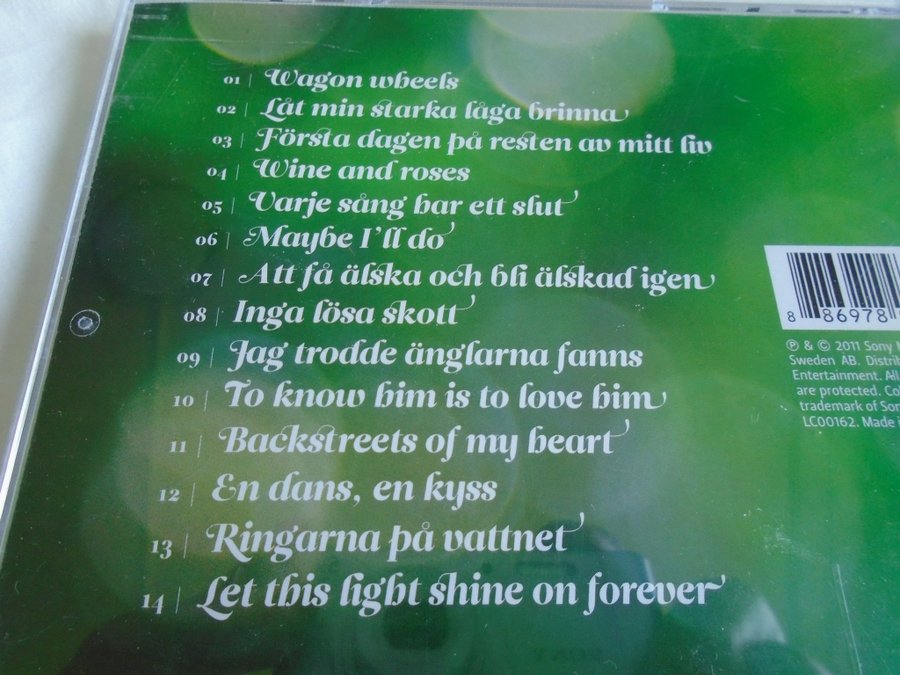 01 | Wagon wheels
02 | Låt min starka låga brinna
03 | Första dagen på resten av mitt liv
04 | Wine and roses
05 | Varje sång har ett slut
06 | Maybe I'll do
07 | Att få älska och bli älskad igen
08 | Inga lösa skott
09 | Jag trodde änglarna fanns
10 | To know him is to love him
11 | Backstreets of my heart
12 | En dans, en kyss
13 | Ringarna på vattnet
14 | Let this light shine on forever
8 86978
℗ & © 2011 Sony
Sweden AB. Distri
Entertainment. All
are protected. Co
trademark of Son
LC00162. Made
SONY